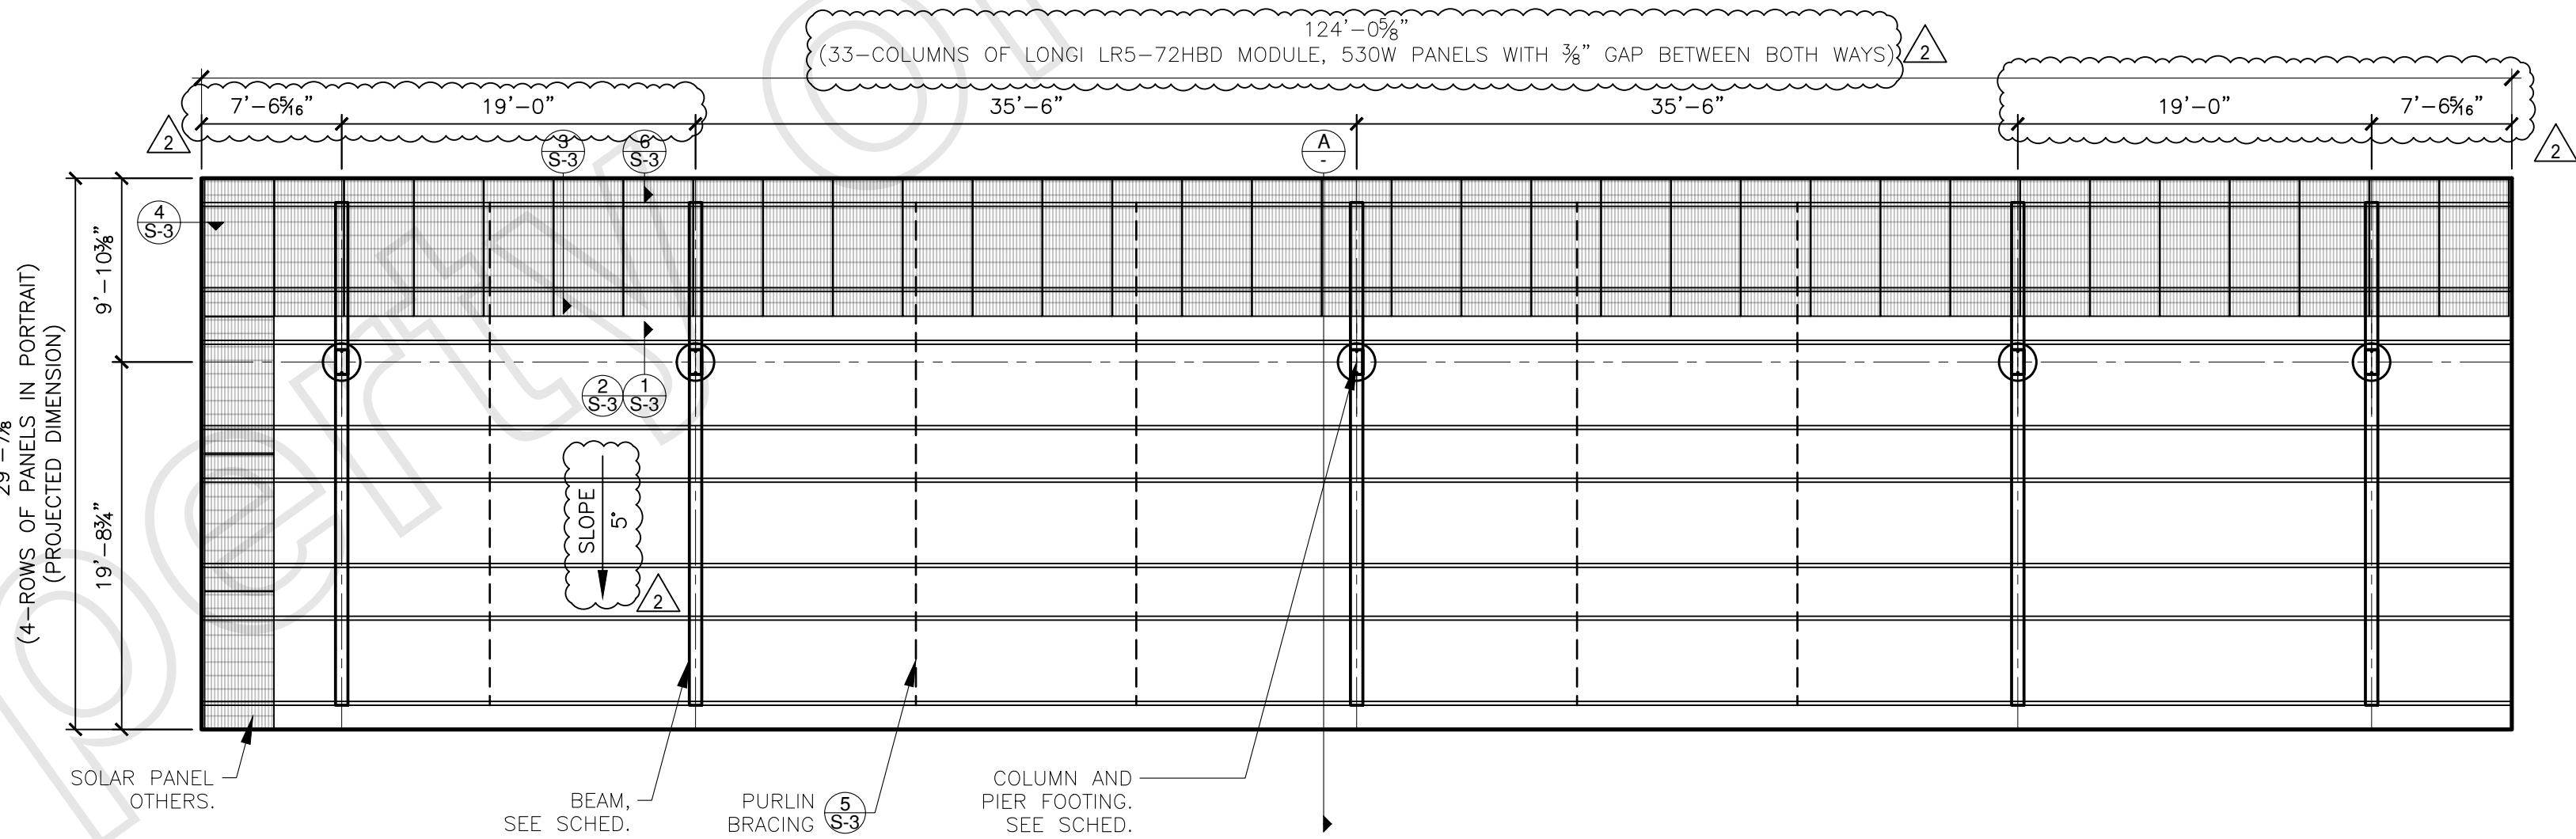 124'-0⅝"
(33-COLUMNS OF LONGI LR5-72HBD MODULE, 530W PANELS WITH ⅜" GAP BETWEEN BOTH WAYS)
2
7'-6⁵⁄₁₆"
19'-0"
35'-6"
35'-6"
19'-0"
7'-6⁵⁄₁₆"
2
2
3
S-3
6
S-3
A
-
4
S-3
9'-10⅜"
19'-8¾"
(4-ROWS OF PANELS IN PORTRAIT)
(PROJECTED DIMENSION)
2
S-3
1
S-3
SLOPE
5°
2
SOLAR PANEL
OTHERS.
BEAM,
SEE SCHED.
PURLIN
BRACING
5
S-3
COLUMN AND
PIER FOOTING.
SEE SCHED.
perty of